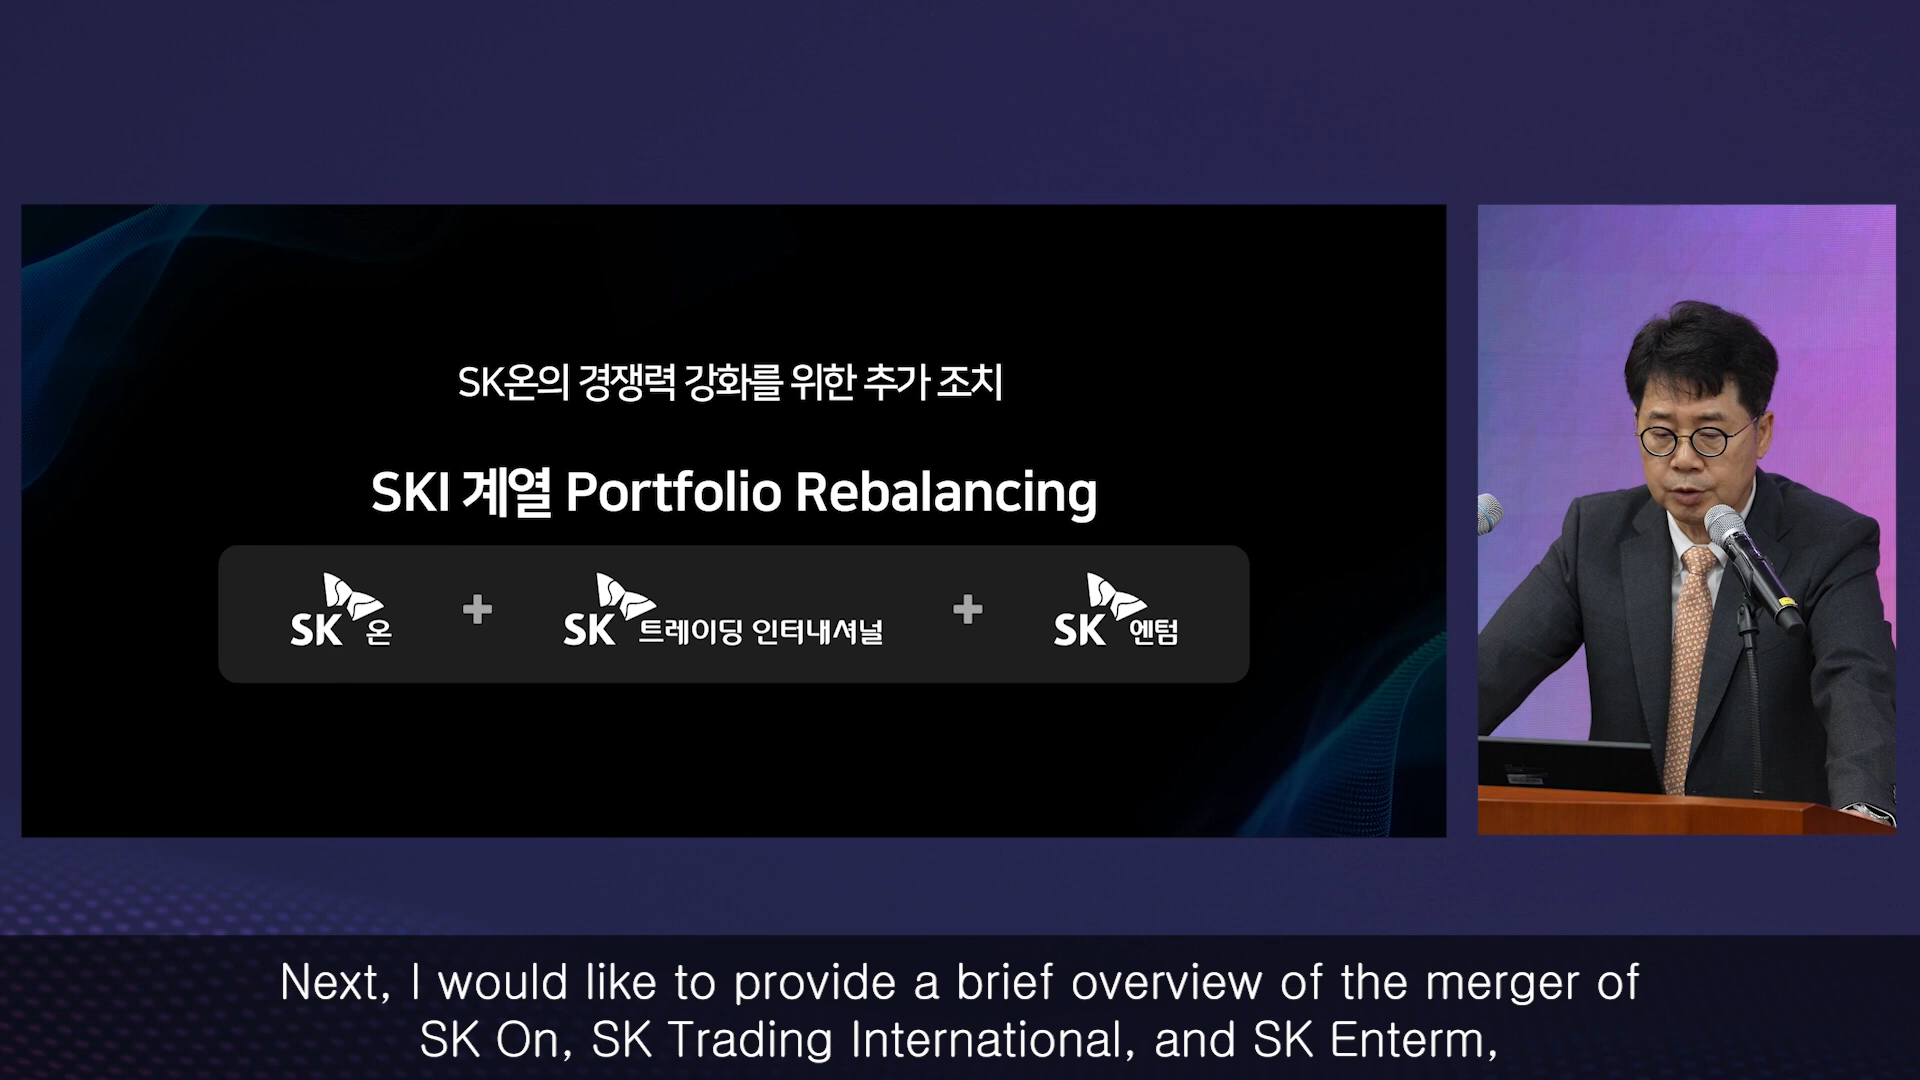 SK온의 경쟁력 강화를 위한 추가 조치
SKI 계열 Portfolio Rebalancing
SK 온 + SK 트레이딩 인터내셔널 + SK 엔텀
Next, I would like to provide a brief overview of the merger of
SK On, SK Trading International, and SK Enterm,